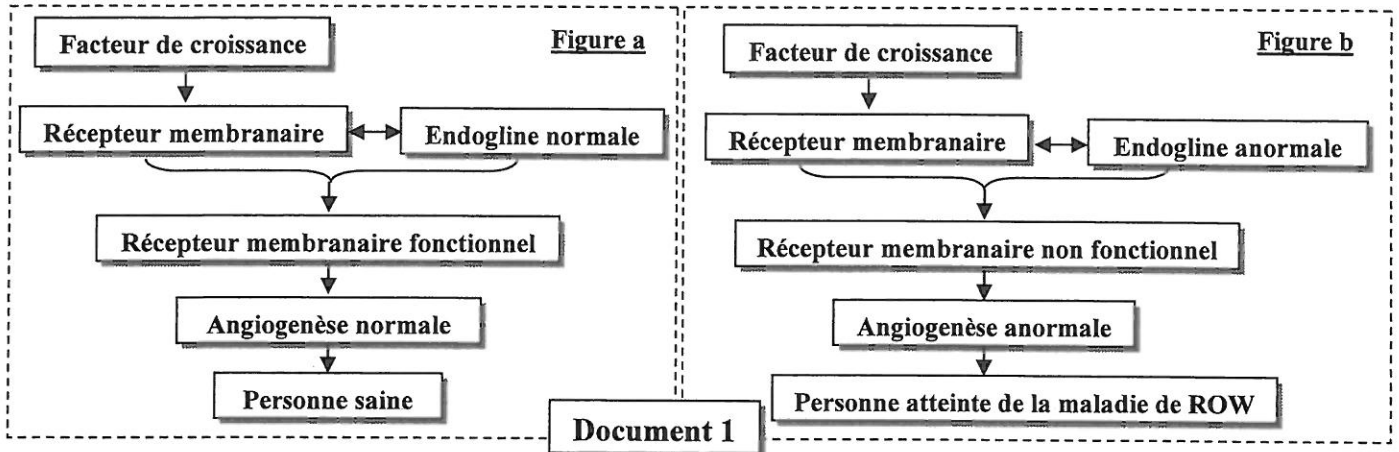 Facteur de croissance
Figure a
Récepteur membranaire
Endogline normale
Récepteur membranaire fonctionnel
Angiogenèse normale
Personne saine
Facteur de croissance
Figure b
Récepteur membranaire
Endogline anormale
Récepteur membranaire non fonctionnel
Angiogenèse anormale
Personne atteinte de la maladie de ROW
Document 1